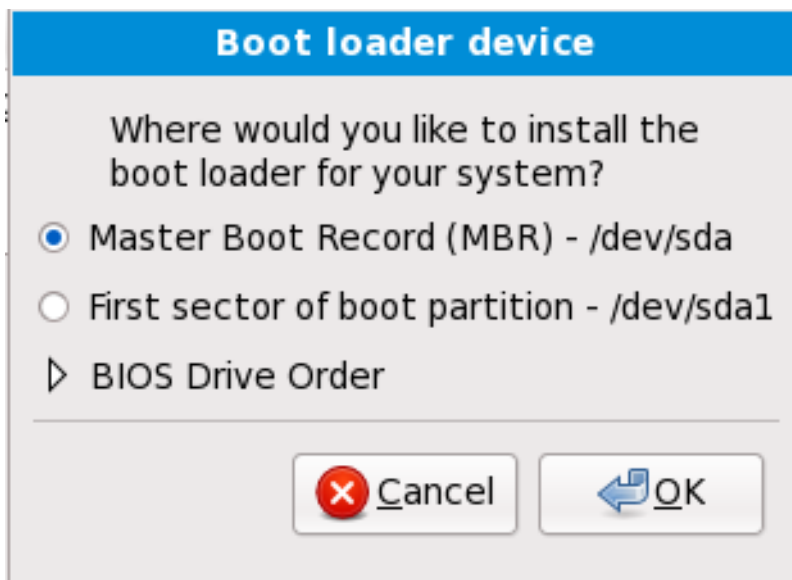 Boot loader device
Where would you like to install the
boot loader for your system?
Master Boot Record (MBR) - /dev/sda
First sector of boot partition - /dev/sda1
BIOS Drive Order
Cancel
OK